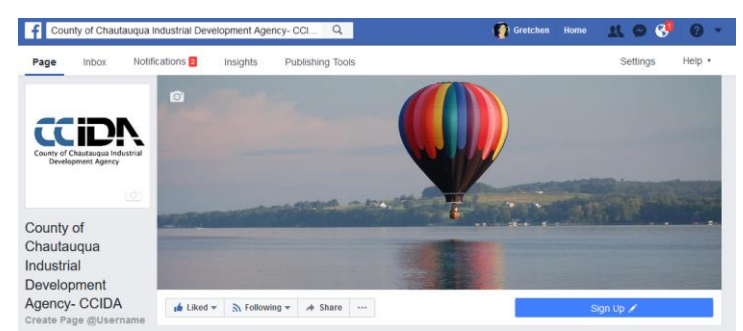 County of Chautauqua Industrial Development Agency- CCI...
Gretchen Home 1
Page Inbox Notifications 2 Insights Publishing Tools Settings Help
CCIDA
County of Chautauqua Industrial
Development Agency
County of
Chautauqua
Industrial
Development
Agency- CCIDA
Create Page @Username
Liked Following Share ... Sign Up